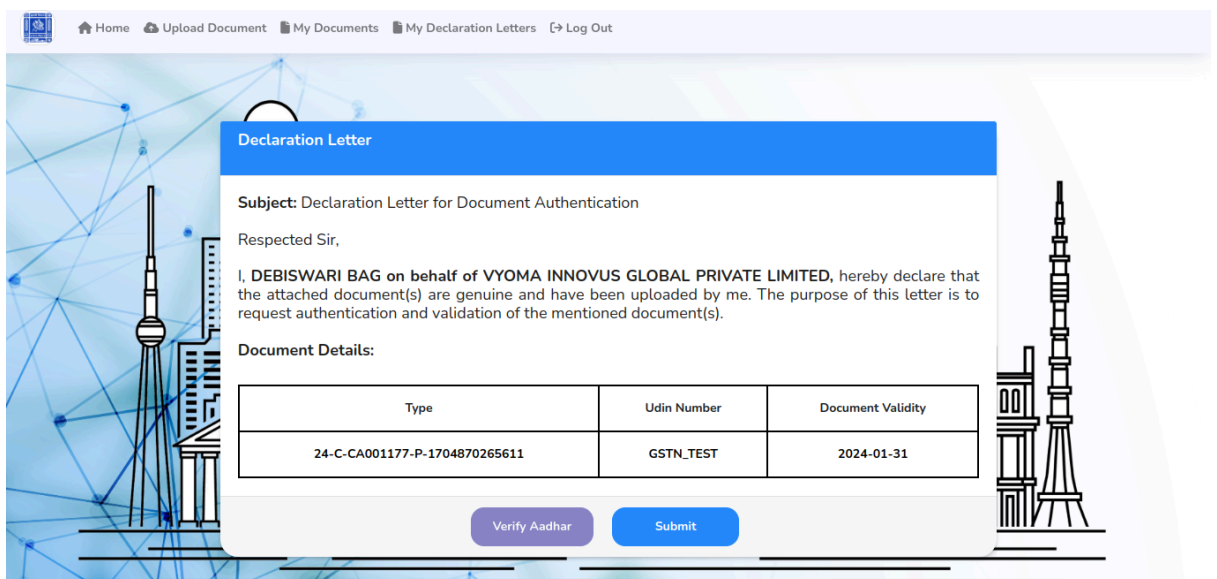 Home Upload Document My Documents My Declaration Letters Log Out
Declaration Letter
Subject: Declaration Letter for Document Authentication
Respected Sir,
I, DEBISWARI BAG on behalf of VYOMA INNOVUS GLOBAL PRIVATE LIMITED, hereby declare that
the attached document(s) are genuine and have been uploaded by me. The purpose of this letter is to
request authentication and validation of the mentioned document(s).
Document Details:
Type Udin Number Document Validity
24-C-CA001177-P-1704870265611 GSTN_TEST 2024-01-31
Verify Aadhar Submit